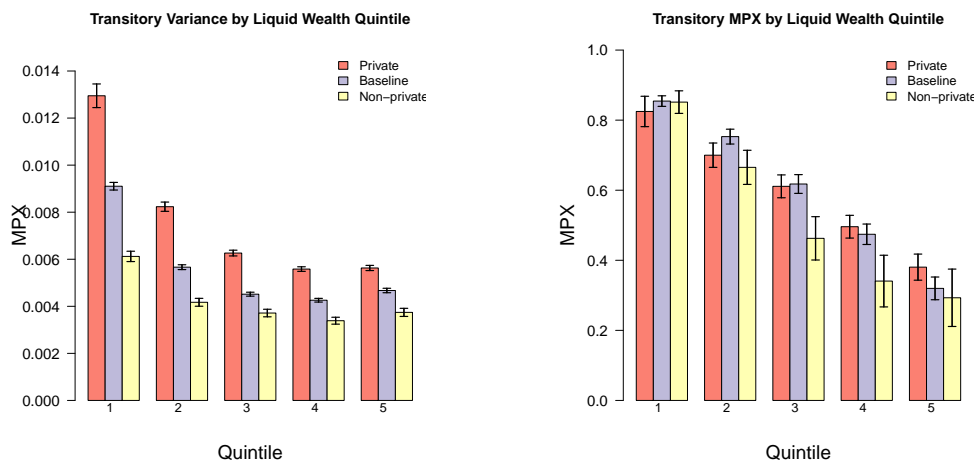 Transitory Variance by Liquid Wealth Quintile
Private
Baseline
Non−private
0.014
0.012
0.010
0.008
0.006
0.004
0.002
0.000
MPX
1 2 3 4 5
Quintile
Transitory MPX by Liquid Wealth Quintile
Private
Baseline
Non−private
1.0
0.8
0.6
0.4
0.2
0.0
MPX
1 2 3 4 5
Quintile